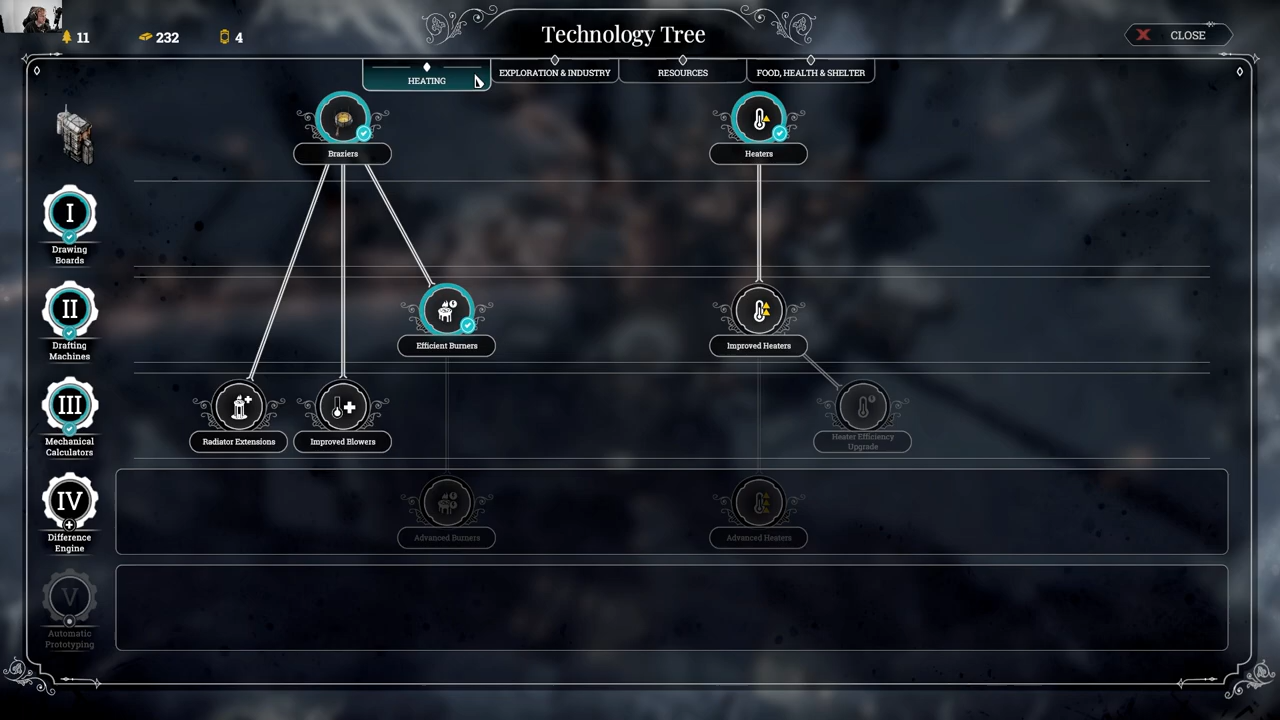 11
232
4
Technology Tree
CLOSE
HEATING
EXPLORATION & INDUSTRY
RESOURCES
FOOD, HEALTH & SHELTER
Braziers
Heaters
I
Drawing
Boards
II
Drafting
Machines
Efficient Burners
Improved Heaters
III
Mechanical
Calculators
Radiator Extensions
Improved Blowers
Heater Efficiency
Upgrade
IV
Difference
Engine
Advanced Burners
Advanced Heaters
V
Automatic
Prototyping